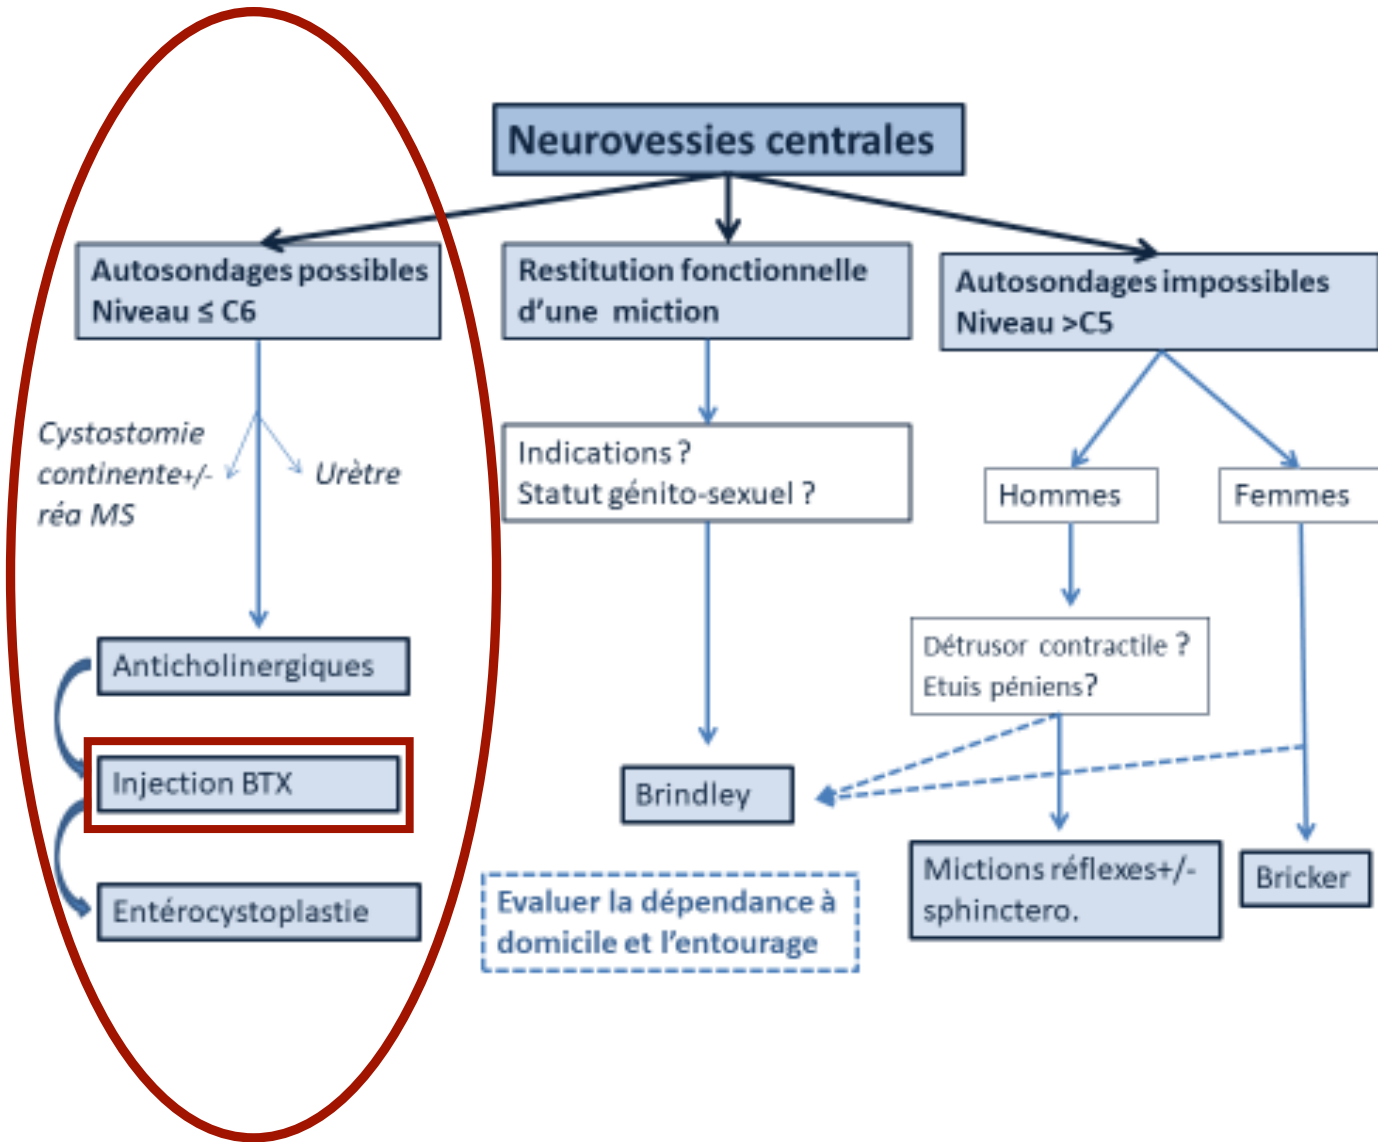 Neurovessies centrales
Autosondages possibles
Niveau ≤ C6
Restitution fonctionnelle
d’une miction
Autosondages impossibles
Niveau >C5
Cystostomie
continente+/-
réa MS
Urètre
Indications ?
Statut génito-sexuel ?
Hommes
Femmes
Détrusor contractile ?
Etuis péniens?
Anticholinergiques
Injection BTX
Entérocystoplastie
Brindley
Mictions réflexes+/-
sphinctero.
Bricker
Evaluer la dépendance à
domicile et l’entourage